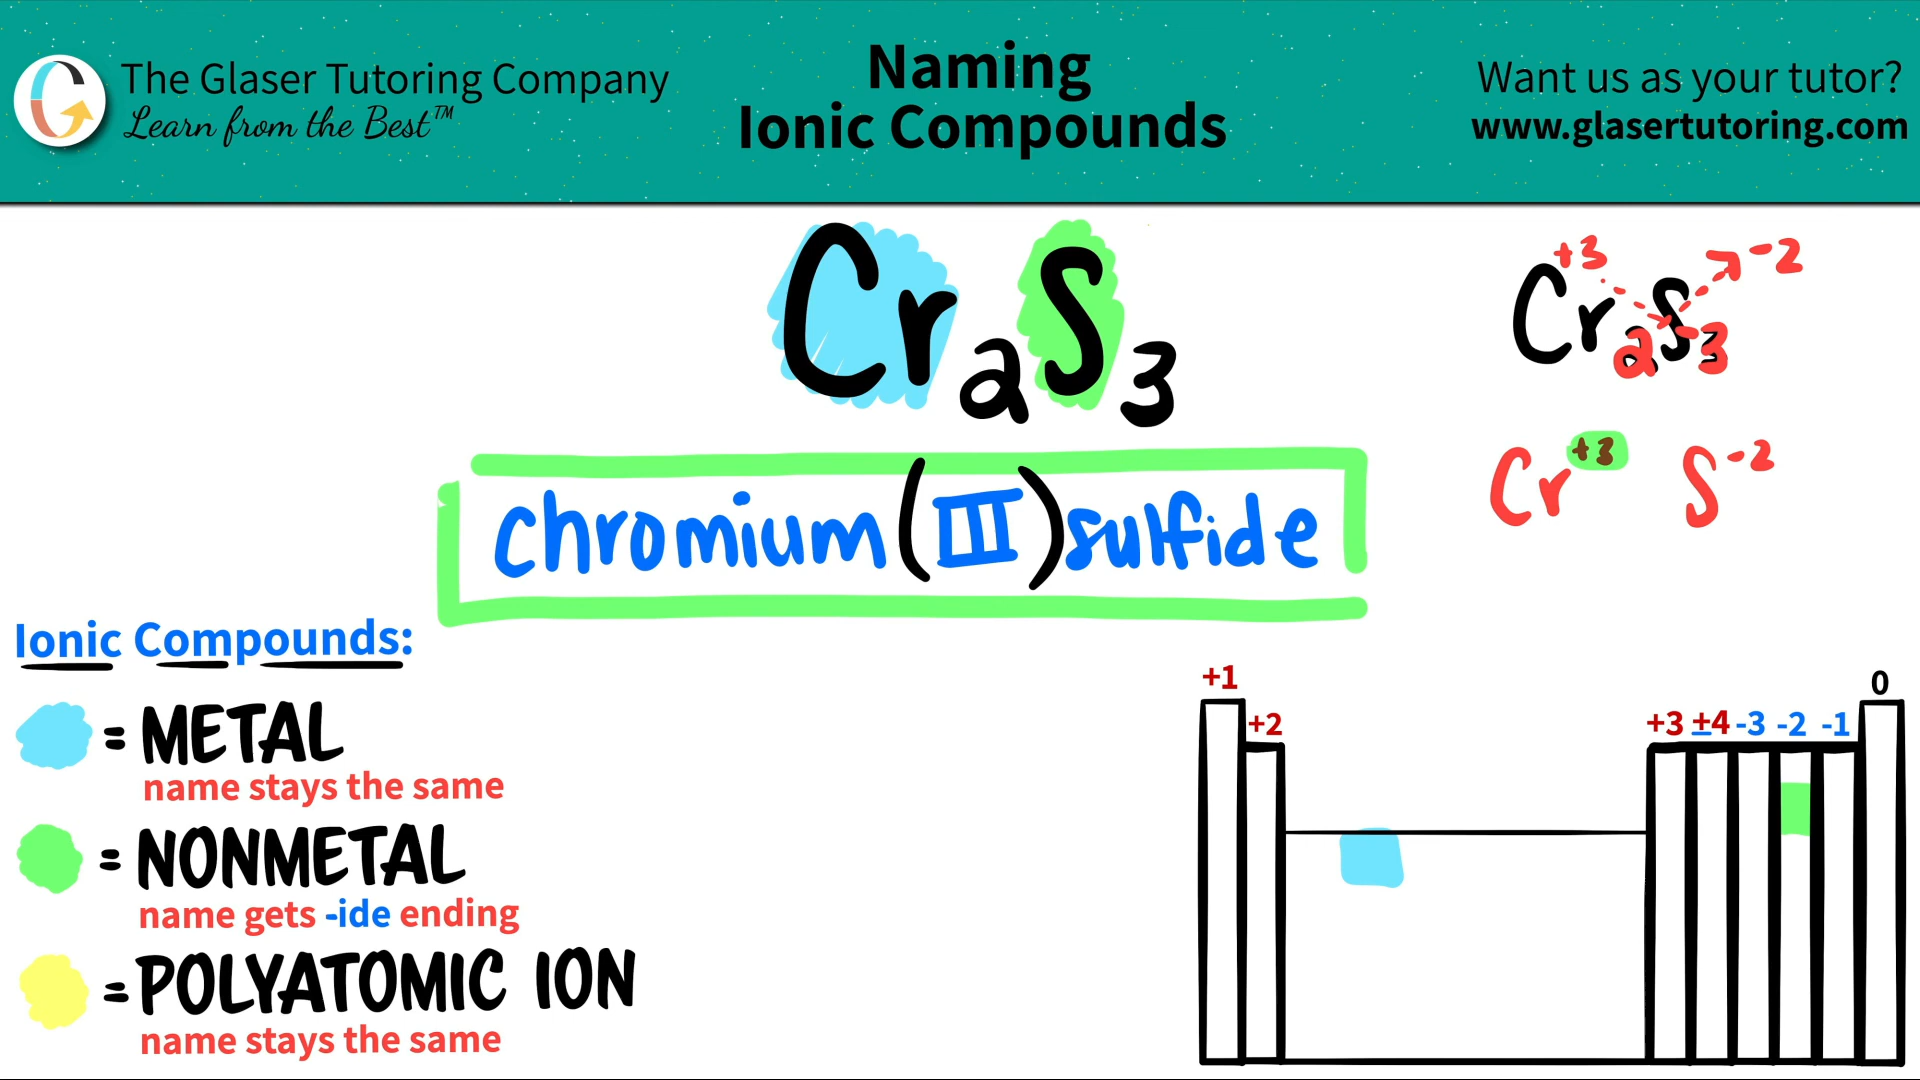 The Glaser Tutoring Company
Learn from the Best™
Naming
Ionic Compounds
Want us as your tutor?
www.glasertutoring.com
Cr₂S₃
chromium (III) sulfide
+3 -2
Cr₂S₃
Cr⁺³ S⁻²
Ionic Compounds:
= METAL
name stays the same
= NONMETAL
name gets -ide ending
= POLYATOMIC ION
name stays the same
+1 0
+2 +3 ±4 -3 -2 -1